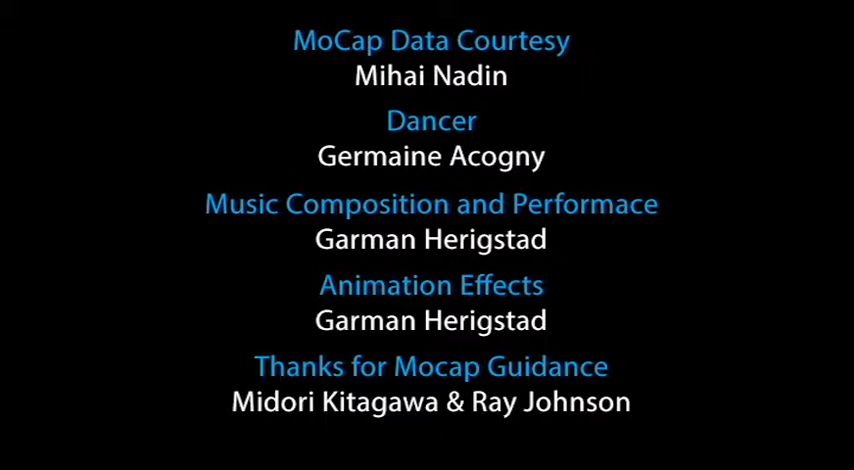 MoCap Data Courtesy
Mihai Nadin
Dancer
Germaine Acogny
Music Composition and Performace
Garman Herigstad
Animation Effects
Garman Herigstad
Thanks for Mocap Guidance
Midori Kitagawa & Ray Johnson